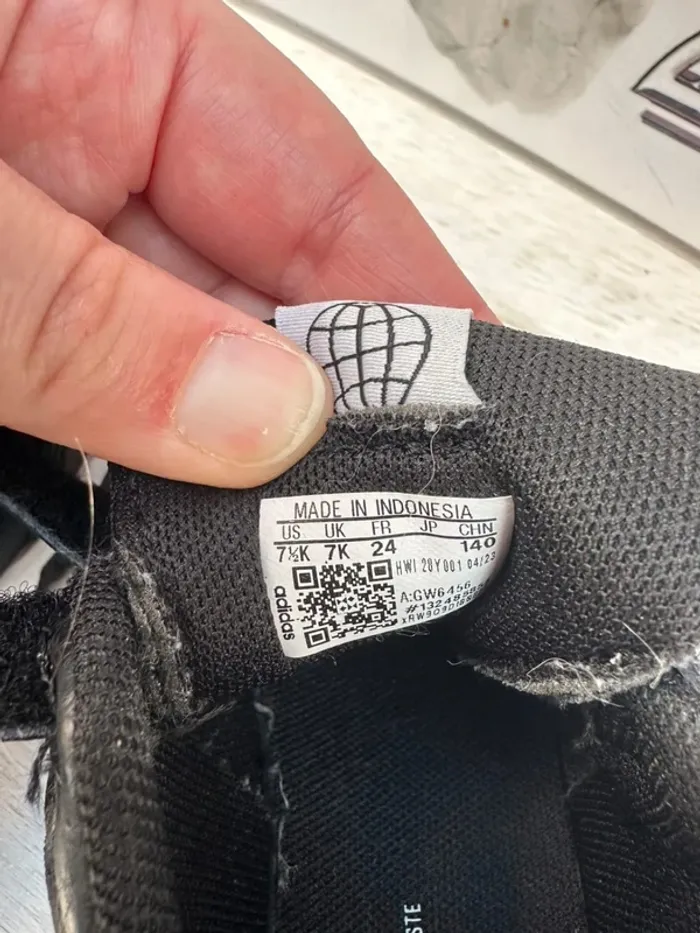 MADE IN INDONESIA
US UK FR JP CHN
7½K 7K 24 140
HWI 28Y001 04/23
A:GW6456
adidas
STE